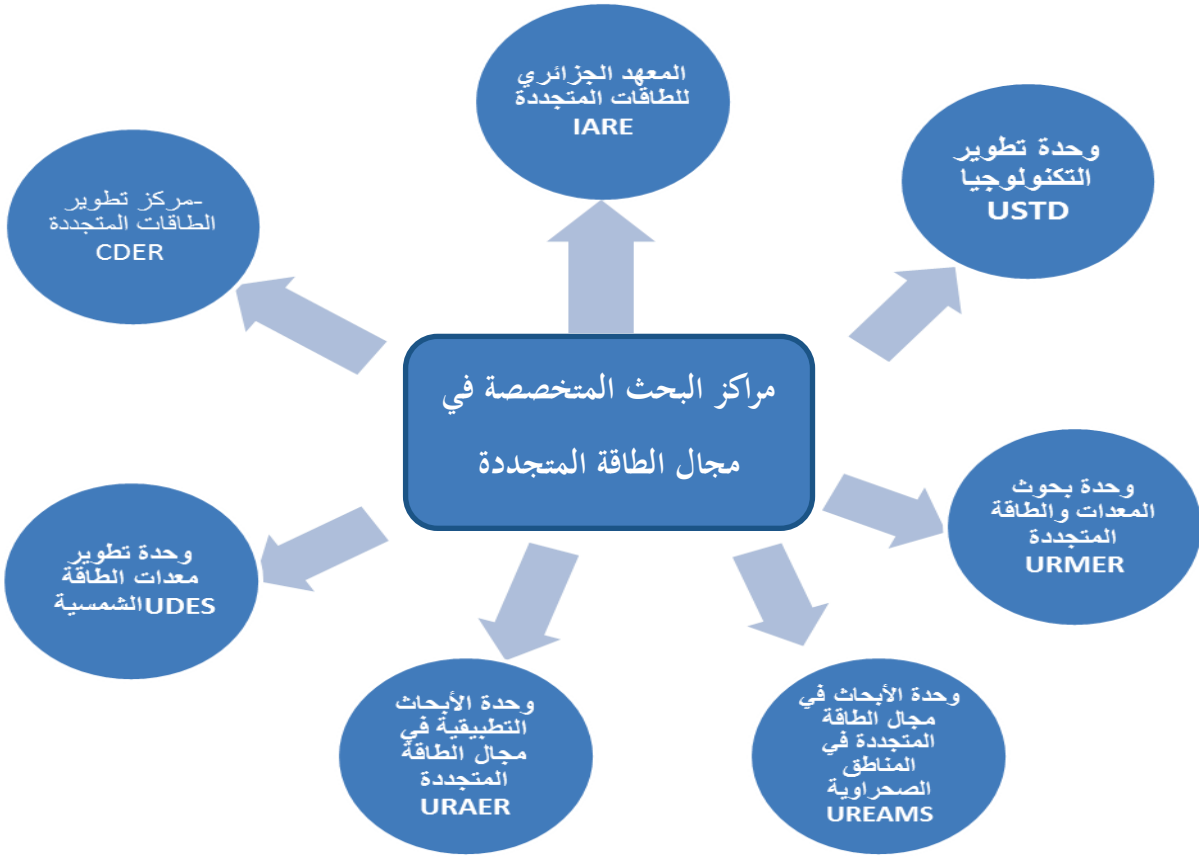 المعهد الجزائري
للطاقات المتجددة
IARE
وحدة تطوير
التكنولوجيا
USTD
-مركز تطوير
الطاقات المتجددة
CDER
مراكز البحث المتخصصة في
مجال الطاقة المتجددة
وحدة بحوث
المعدات والطاقة
المتجددة
URMER
وحدة تطوير
معدات الطاقة
الشمسية UDES
وحدة الأبحاث في
مجال الطاقة
المتجددة في
المناطق
الصحراوية
UREAMS
وحدة الأبحاث
التطبيقية في
مجال الطاقة
المتجددة
URAER